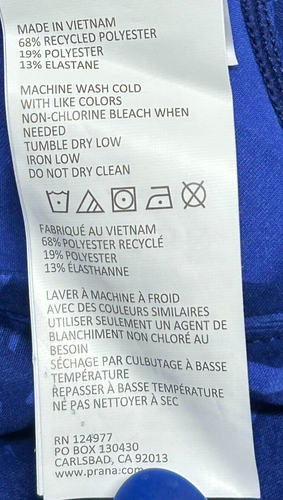 MADE IN VIETNAM
68% RECYCLED POLYESTER
19% POLYESTER
13% ELASTANE
MACHINE WASH COLD
WITH LIKE COLORS
NON-CHLORINE BLEACH WHEN
NEEDED
TUMBLE DRY LOW
IRON LOW
DO NOT DRY CLEAN
FABRIQUÉ AU VIETNAM
68% POLYESTER RECYCLÉ
19% POLYESTER
13% ÉLASTHANNE
LAVER À MACHINE À FROID
AVEC DES COULEURS SIMILAIRES
UTILISER SEULEMENT UN AGENT DE
BLANCHIMENT NON CHLORÉ AU
BESOIN
SÉCHAGE PAR CULBUTAGE À BASSE
TEMPÉRATURE
REPASSER À BASSE TEMPÉRATURE
NE PAS NETTOYER À SEC
RN 124977
PO BOX 130430
CARLSBAD, CA 92013
www.prana.com